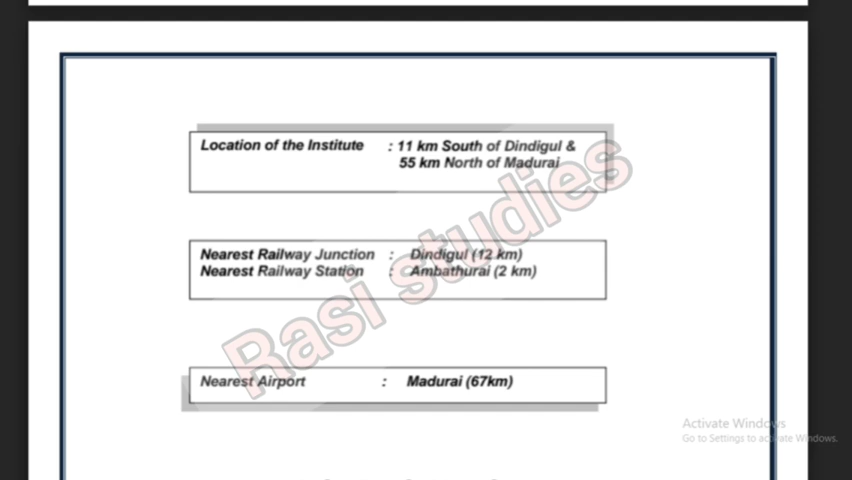 Location of the Institute : 11 km South of Dindigul &
55 km North of Madurai
Nearest Railway Junction : Dindigul (12 km)
Nearest Railway Station : Ambathurai (2 km)
Nearest Airport : Madurai (67km)
Rasi studies
Activate Windows
Go to Settings to activate Windows.